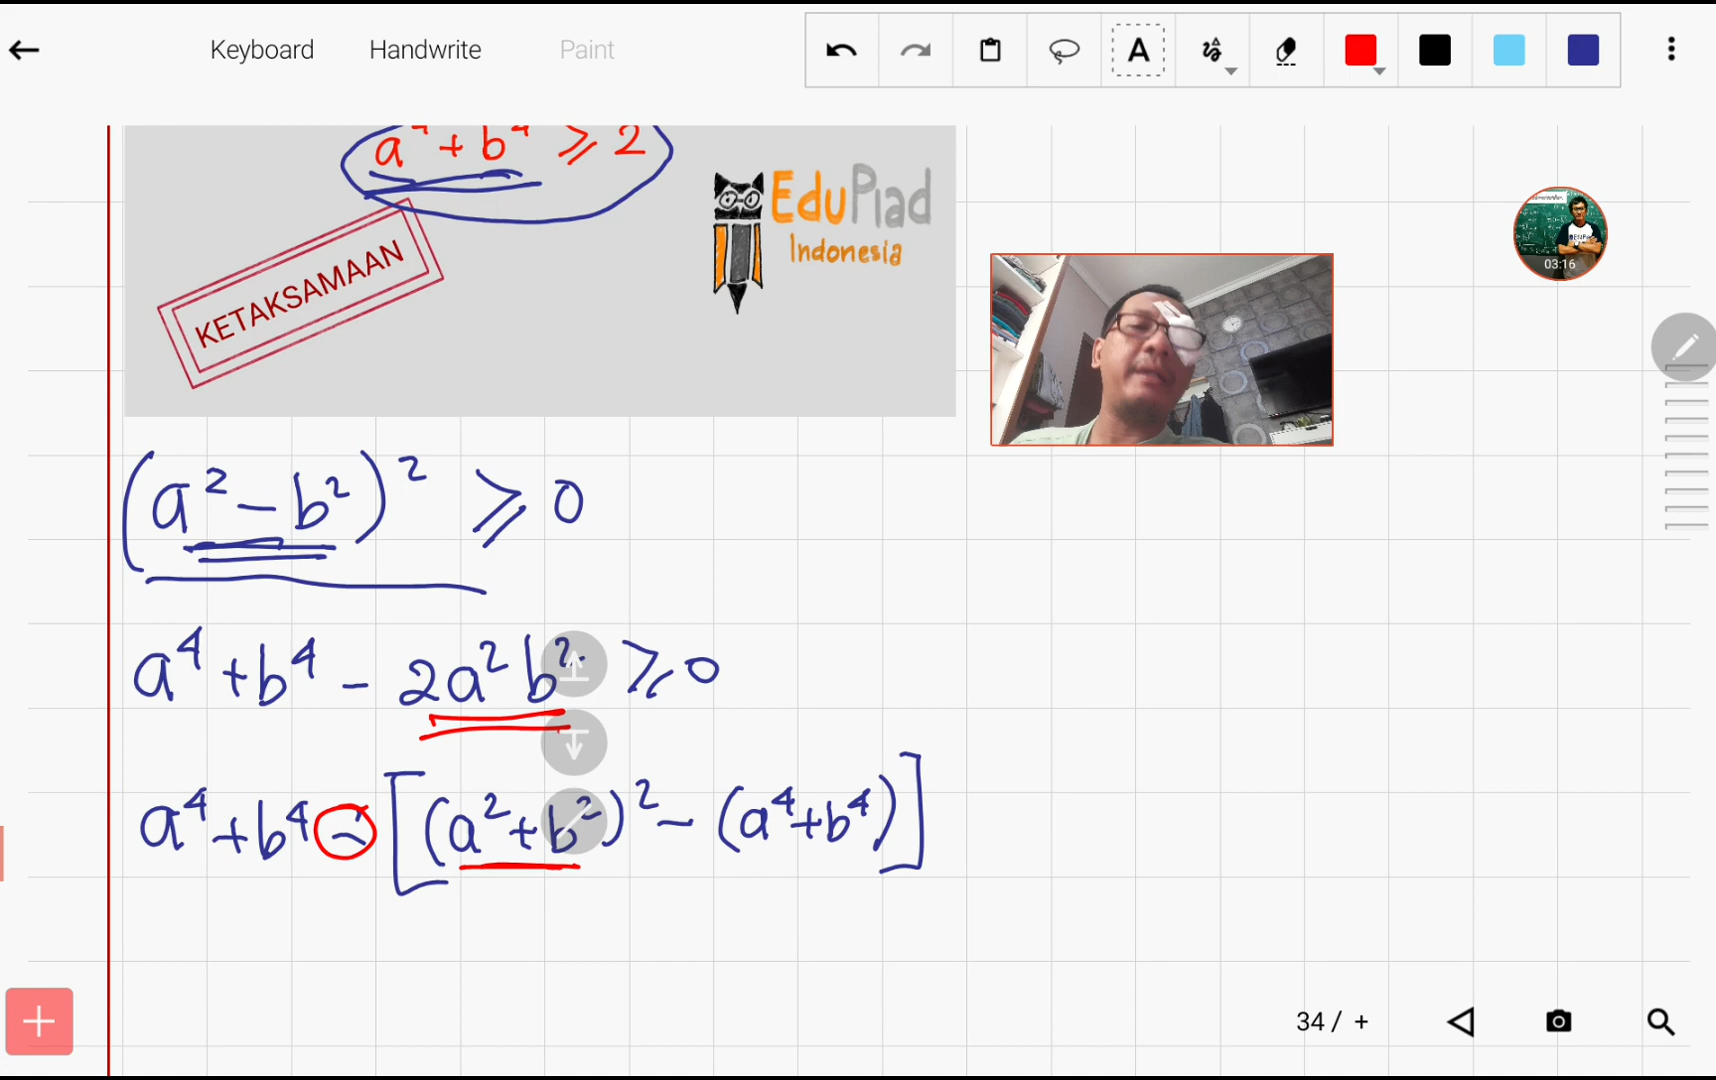 Keyboard Handwrite Paint A
a⁴ + b⁴ ⩾ 2
EduPiad
Indonesia
KETAKSAMAAN
03:16
(a² − b²)² ⩾ 0
a⁴ + b⁴ − 2a²b² ⩾ 0
a⁴ + b⁴ − [(a² + b²)² − (a⁴ + b⁴)]
34 / +